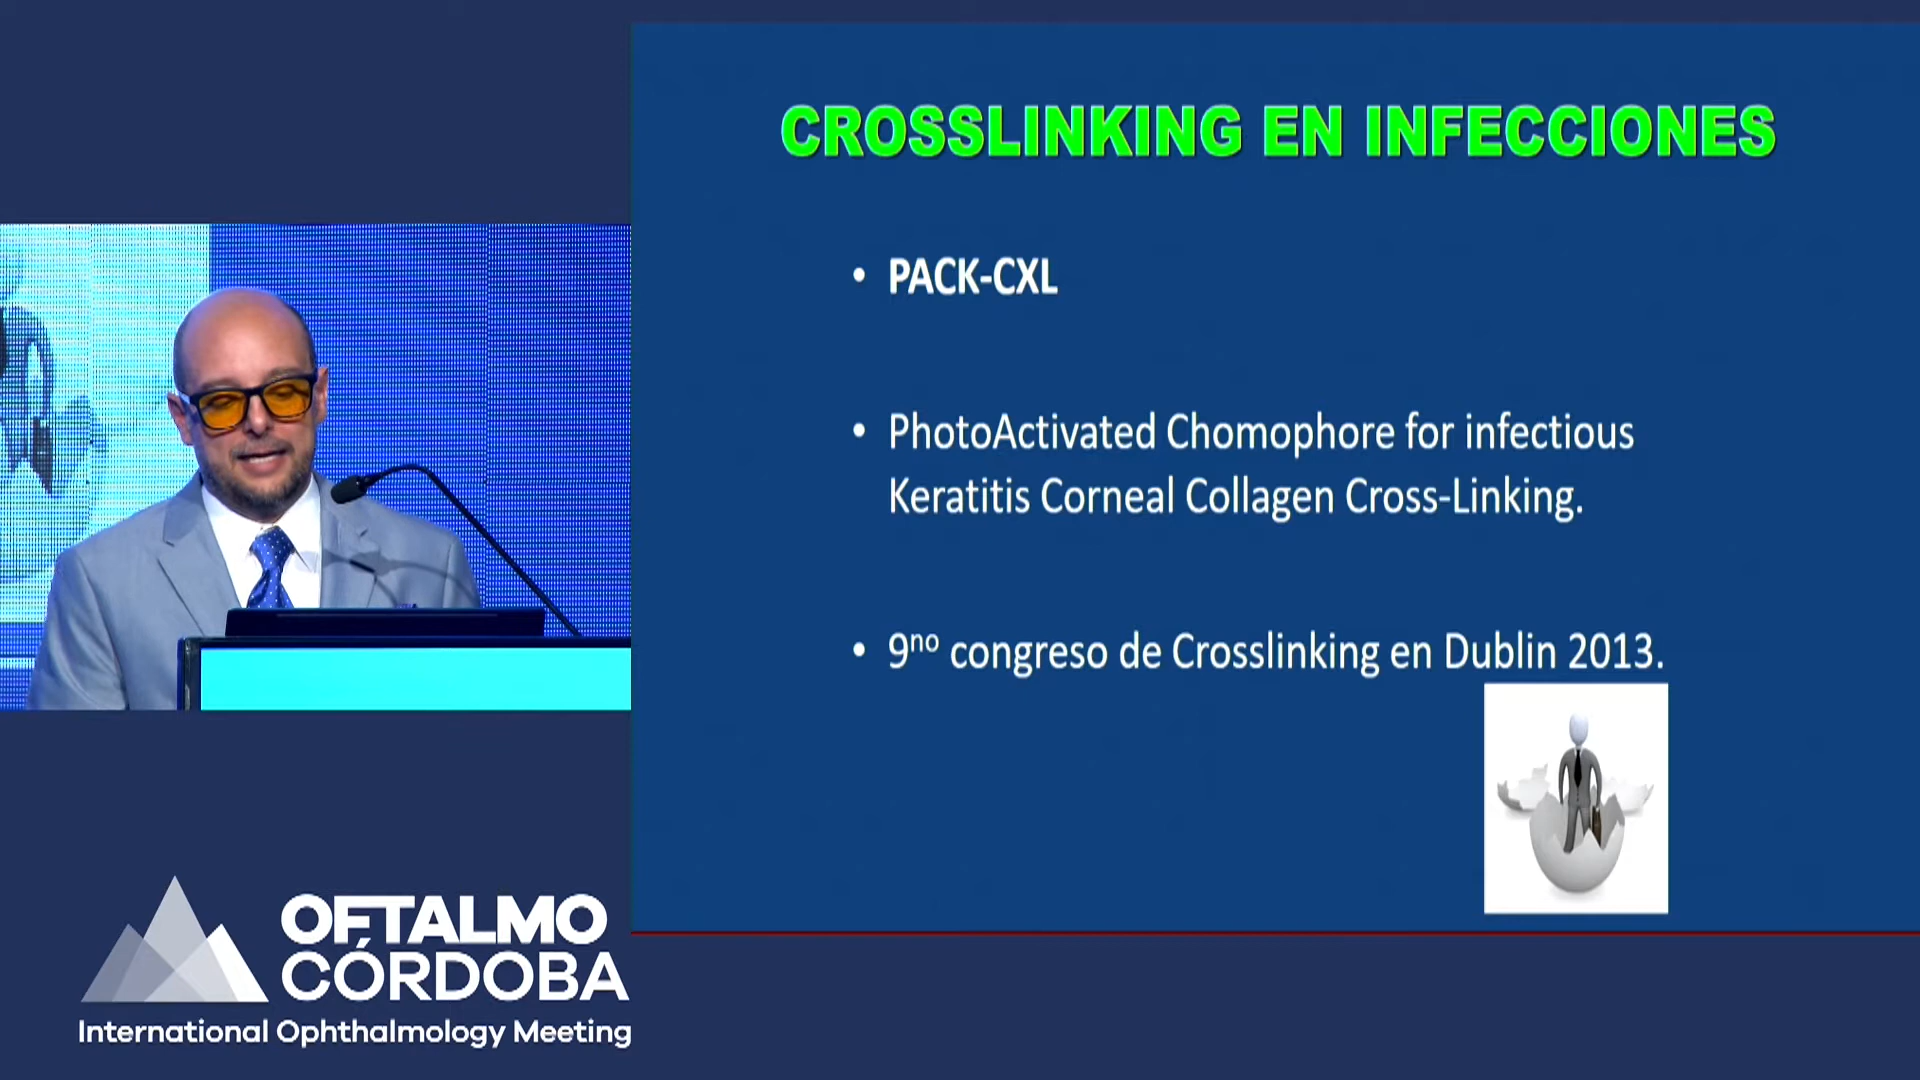 CROSSLINKING EN INFECCIONES
• PACK-CXL
• PhotoActivated Chomophore for infectious
Keratitis Corneal Collagen Cross-Linking.
• 9no congreso de Crosslinking en Dublin 2013.
OFTALMO
CÓRDOBA
International Ophthalmology Meeting